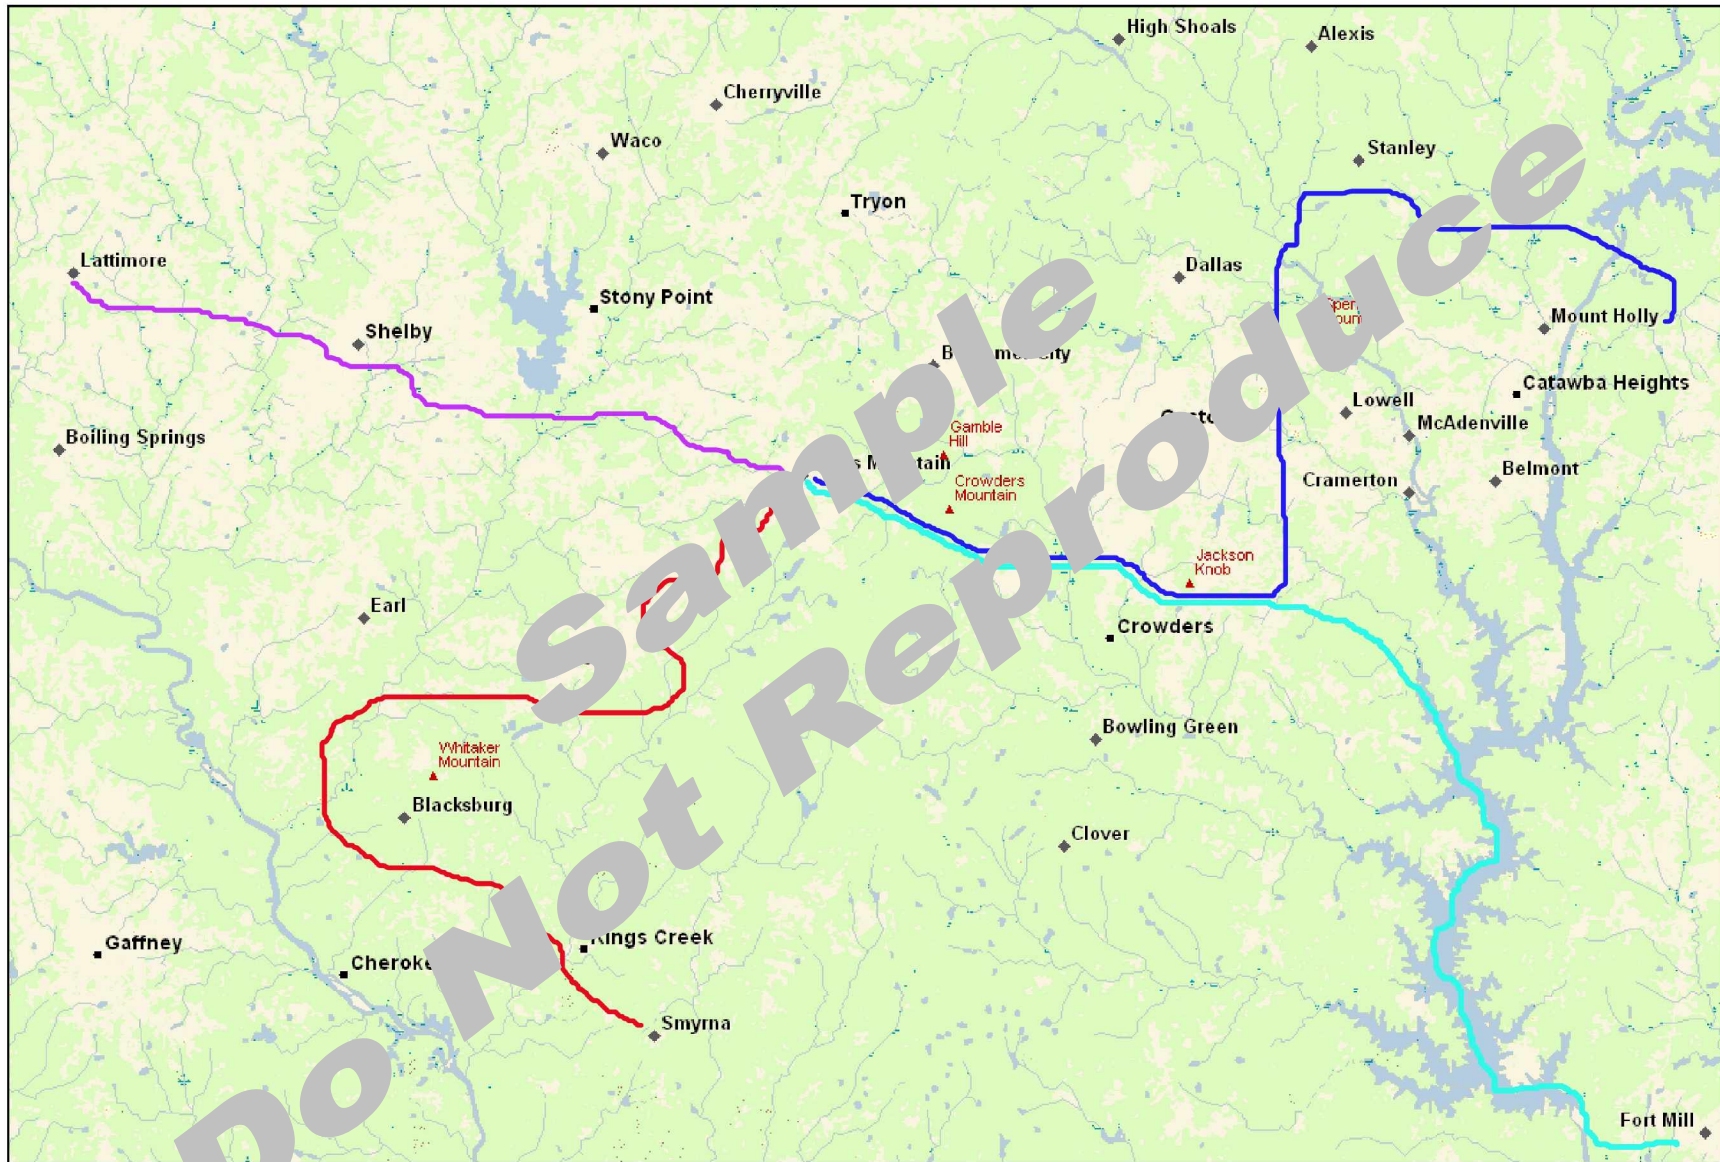 High Shoals
Alexis
Cherryville
Waco
Stanley
Tryon
Lattimore
Dallas
Stony Point
Mount Holly
Shelby
City
Catawba Heights
Lowell
McAdenville
Boiling Springs
Gamble
Hill
Belmont
Crowders
Mountain
Cramerton
Jackson
Knob
Earl
Crowders
Bowling Green
Whitaker
Mountain
Blacksburg
Clover
Gaffney
Kings Creek
Smyrna
Fort Mill
Sample
Do Not Reproduce